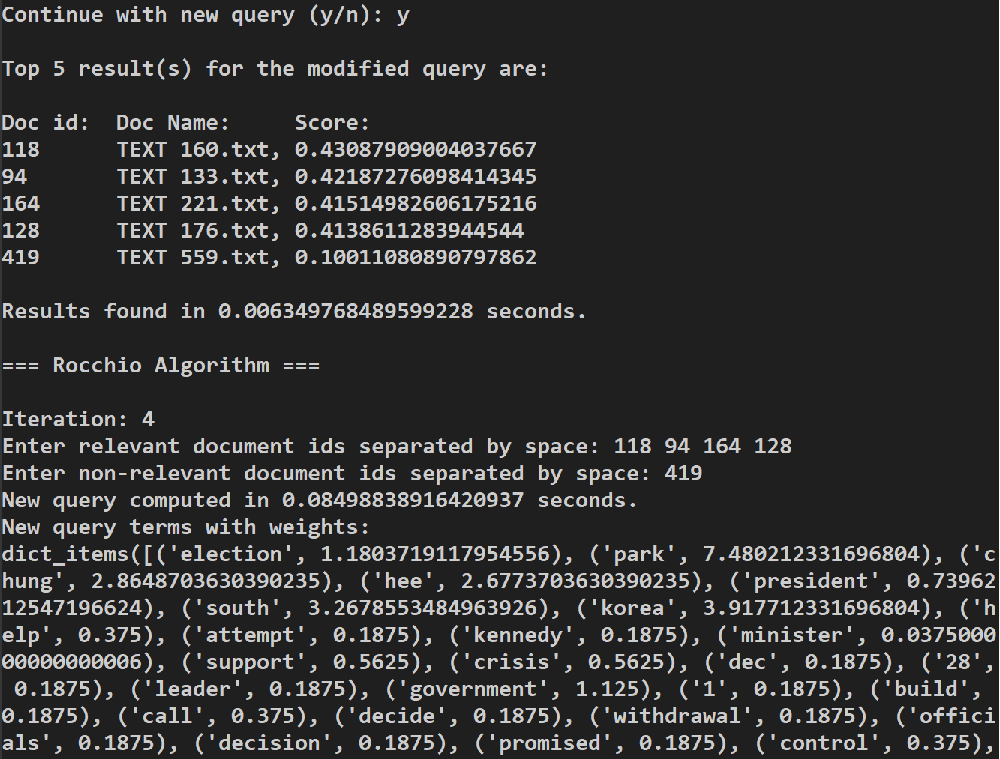 Continue with new query (y/n): y
Top 5 result(s) for the modified query are:
Doc id:  Doc Name:     Score:
118      TEXT 160.txt, 0.43087909004037667
94       TEXT 133.txt, 0.42187276098414345
164      TEXT 221.txt, 0.41514982606175216
128      TEXT 176.txt, 0.4138611283944544
419      TEXT 559.txt, 0.10011080890797862
Results found in 0.006349768489599228 seconds.
=== Rocchio Algorithm ===
Iteration: 4
Enter relevant document ids separated by space: 118 94 164 128
Enter non-relevant document ids separated by space: 419
New query computed in 0.08498838916420937 seconds.
New query terms with weights:
dict_items([('election', 1.1803719117954556), ('park', 7.480212331696804), ('c
hung', 2.8648703630390235), ('hee', 2.6773703630390235), ('president', 0.73962
12547196624), ('south', 3.2678553484963926), ('korea', 3.917712331696804), ('h
elp', 0.375), ('attempt', 0.1875), ('kennedy', 0.1875), ('minister', 0.0375000
00000000006), ('support', 0.5625), ('crisis', 0.5625), ('dec', 0.1875), ('28',
 0.1875), ('leader', 0.1875), ('government', 1.125), ('1', 0.1875), ('build', 
0.1875), ('call', 0.375), ('decide', 0.1875), ('withdrawal', 0.1875), ('offici
als', 0.1875), ('decision', 0.1875), ('promised', 0.1875), ('control', 0.375),